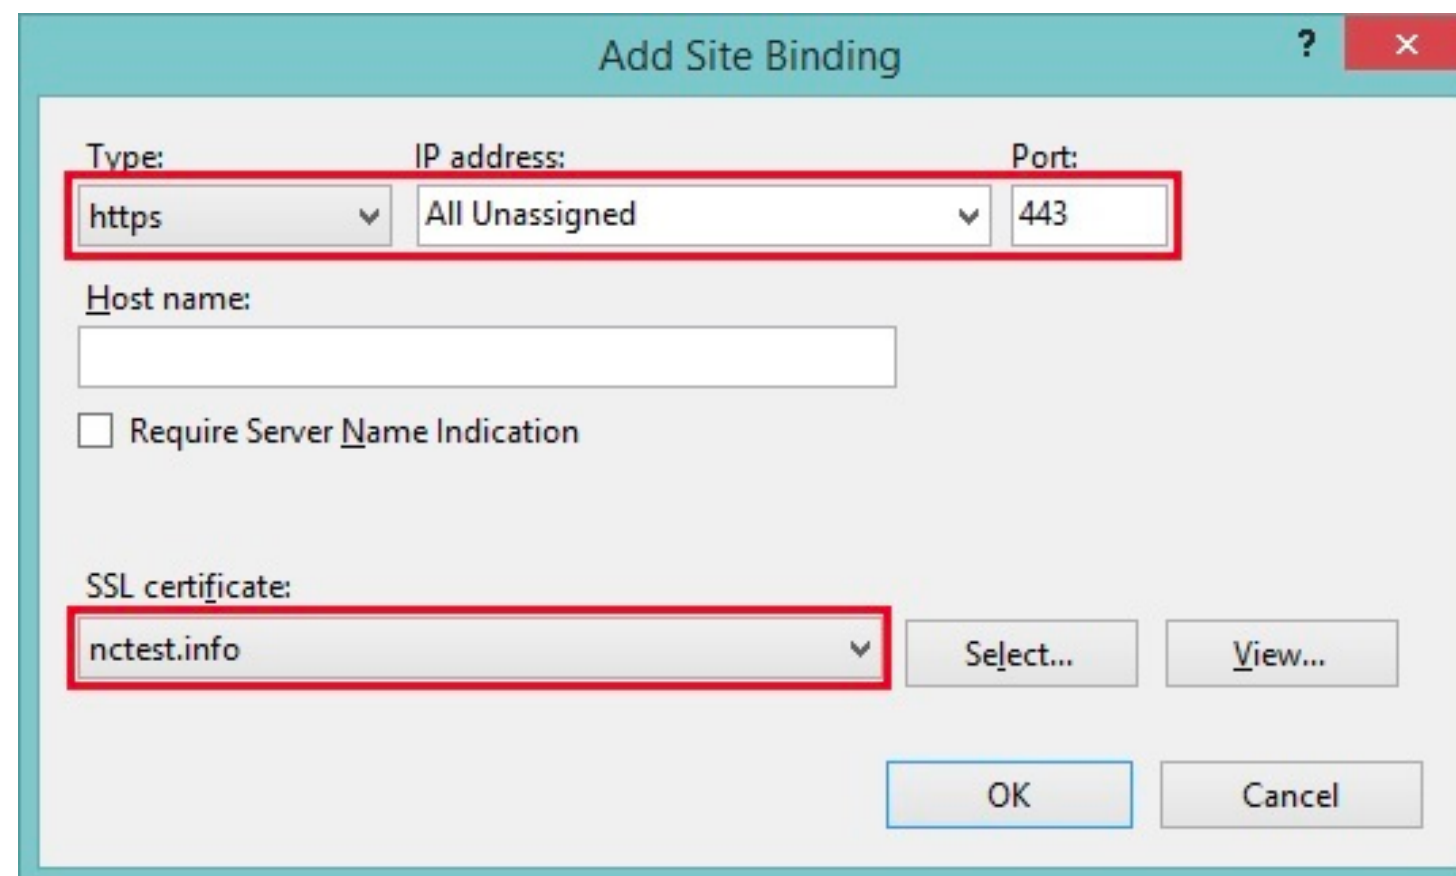 Add Site Binding ?
Type: IP address: Port:
https All Unassigned 443
Host name:
Require Server Name Indication
SSL certificate:
nctest.info Select... View...
OK Cancel